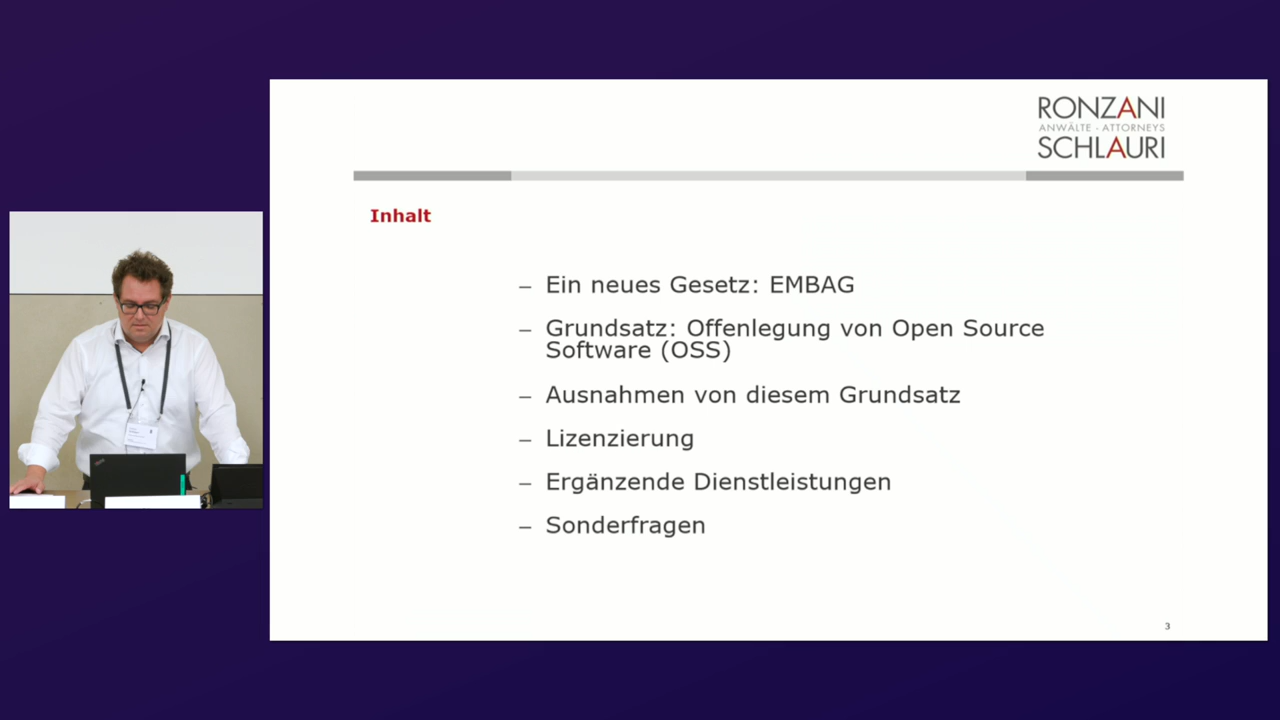 RONZANI
ANWÄLTE - ATTORNEYS
SCHLAURI
Inhalt
– Ein neues Gesetz: EMBAG
– Grundsatz: Offenlegung von Open Source
Software (OSS)
– Ausnahmen von diesem Grundsatz
– Lizenzierung
– Ergänzende Dienstleistungen
– Sonderfragen
3